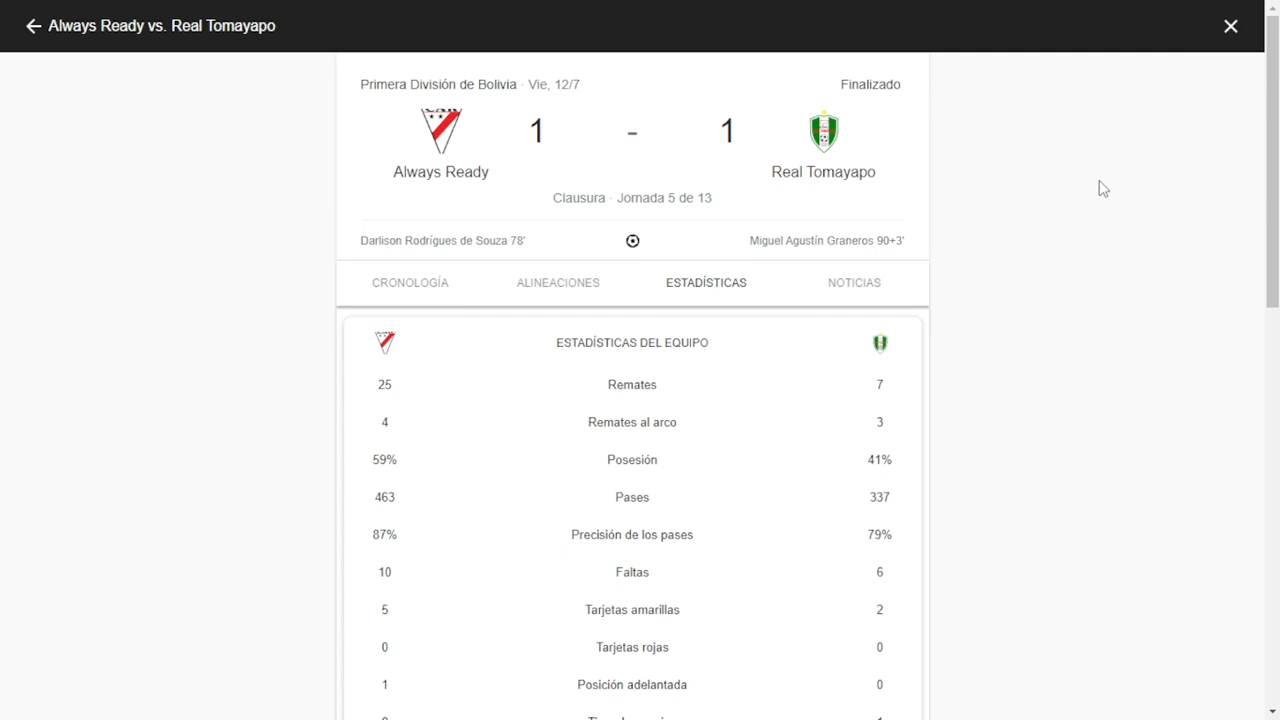 Always Ready vs. Real Tomayapo
Primera División de Bolivia · Vie, 12/7 Finalizado
1 - 1
Always Ready Real Tomayapo
Clausura · Jornada 5 de 13
Darlison Rodrígues de Souza 78' Miguel Agustín Graneros 90+3'
CRONOLOGÍA ALINEACIONES ESTADÍSTICAS NOTICIAS
ESTADÍSTICAS DEL EQUIPO
25 Remates 7
4 Remates al arco 3
59% Posesión 41%
463 Pases 337
87% Precisión de los pases 79%
10 Faltas 6
5 Tarjetas amarillas 2
0 Tarjetas rojas 0
1 Posición adelantada 0